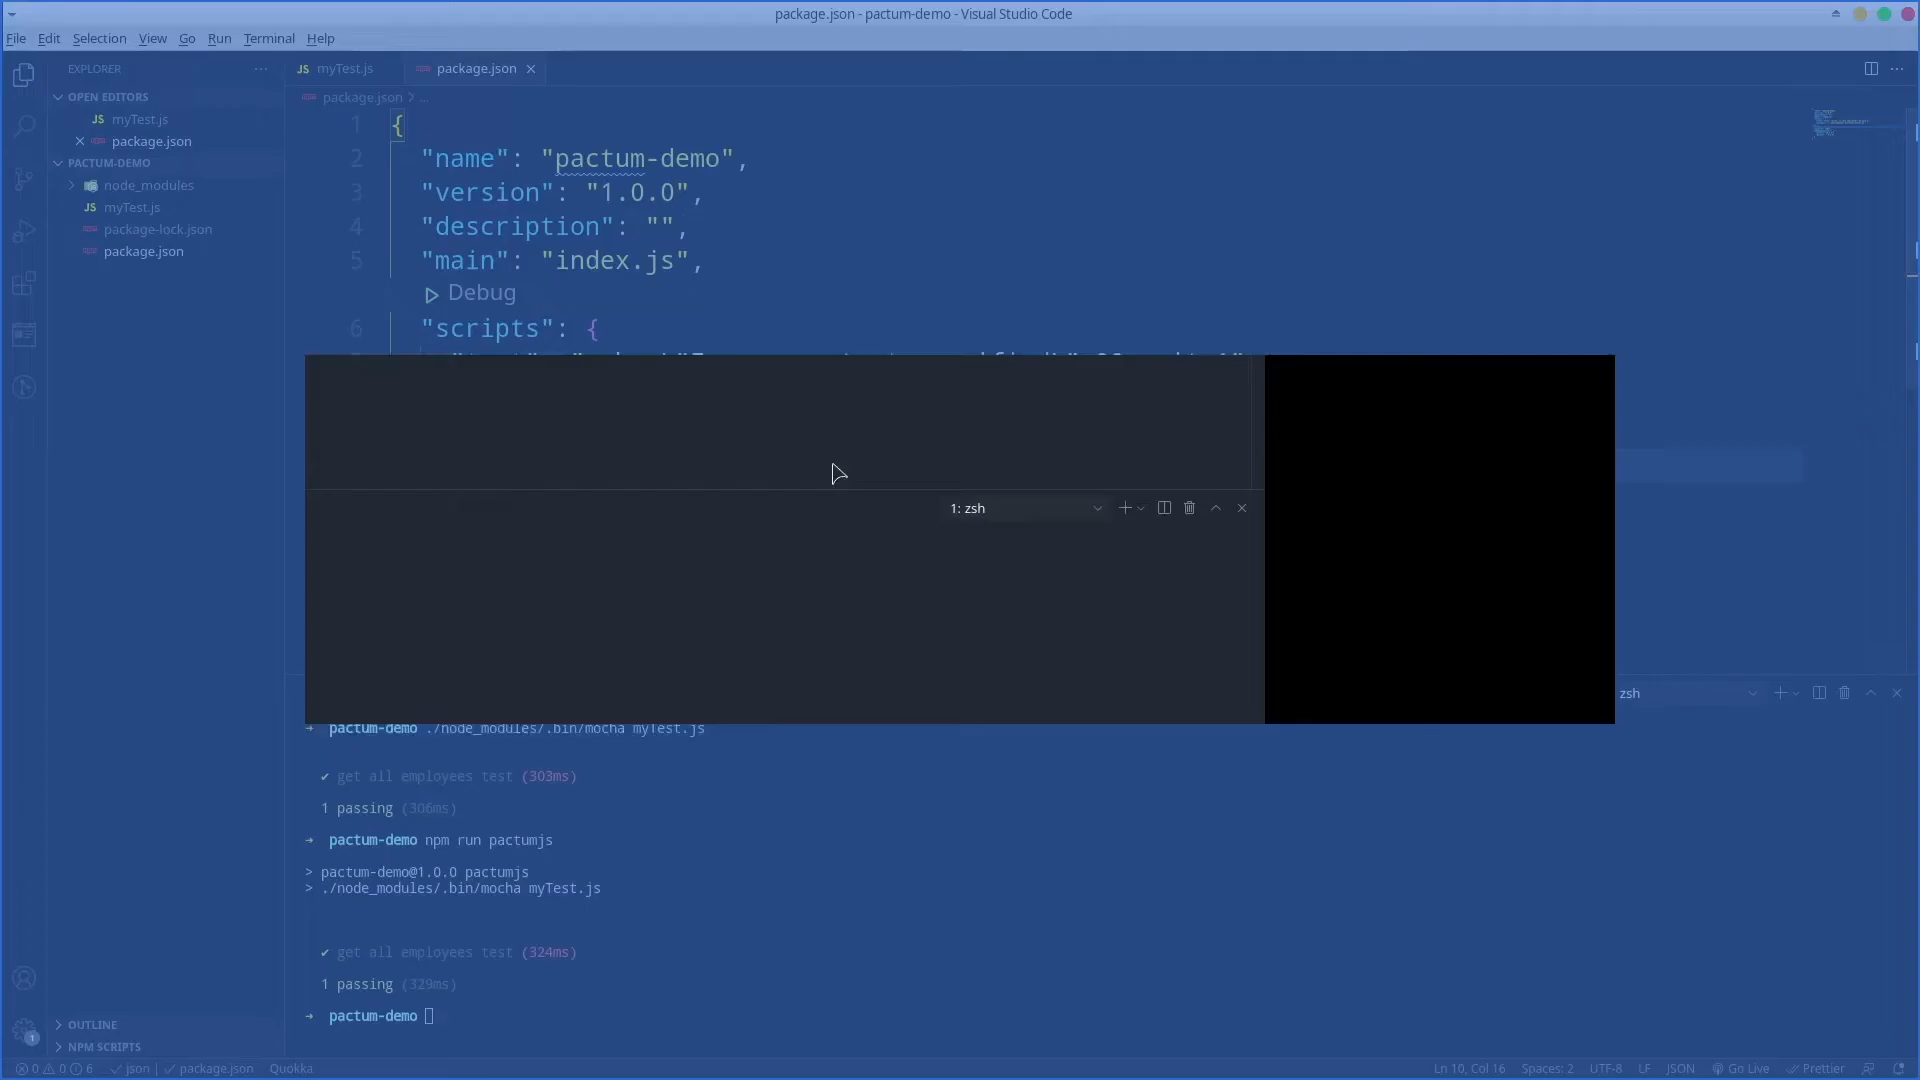 package.json - pactum-demo - Visual Studio Code
File Edit Selection View Go Run Terminal Help
EXPLORER
JS myTest.js
package.json
OPEN EDITORS
package.json > ...
JS myTest.js
package.json
PACTUM-DEMO
node_modules
JS myTest.js
package-lock.json
package.json
1 {
2 "name": "pactum-demo",
3 "version": "1.0.0",
4 "description": "",
5 "main": "index.js",
Debug
6 "scripts": {
1: zsh
zsh
→ pactum-demo ./node_modules/.bin/mocha myTest.js
✔ get all employees test (303ms)
1 passing (306ms)
→ pactum-demo npm run pactumjs
> pactum-demo@1.0.0 pactumjs
> ./node_modules/.bin/mocha myTest.js
✔ get all employees test (324ms)
1 passing (329ms)
→ pactum-demo
OUTLINE
NPM SCRIPTS
1
0 0 6 ✓ json | ✓ package.json Quokka Ln 10, Col 16 Spaces: 2 UTF-8 LF JSON Go Live Prettier